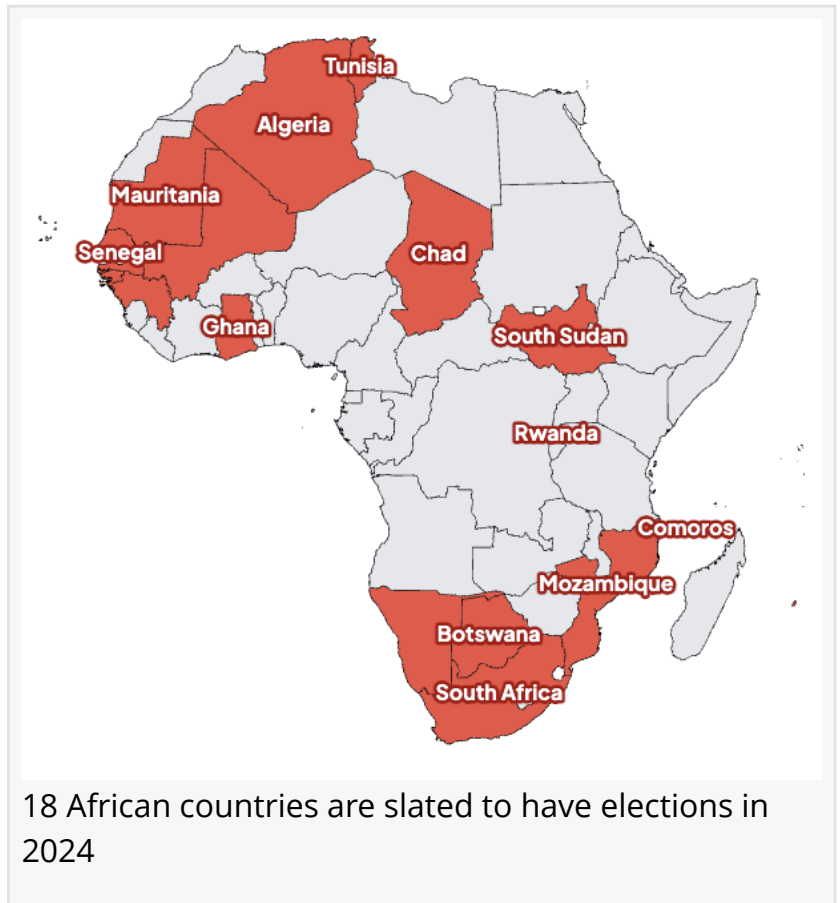 Tunisia
Algeria
Mauritania
Senegal
Chad
Ghana
South Sudan
Rwanda
Comoros
Mozambique
Botswana
South Africa
18 African countries are slated to have elections in
2024